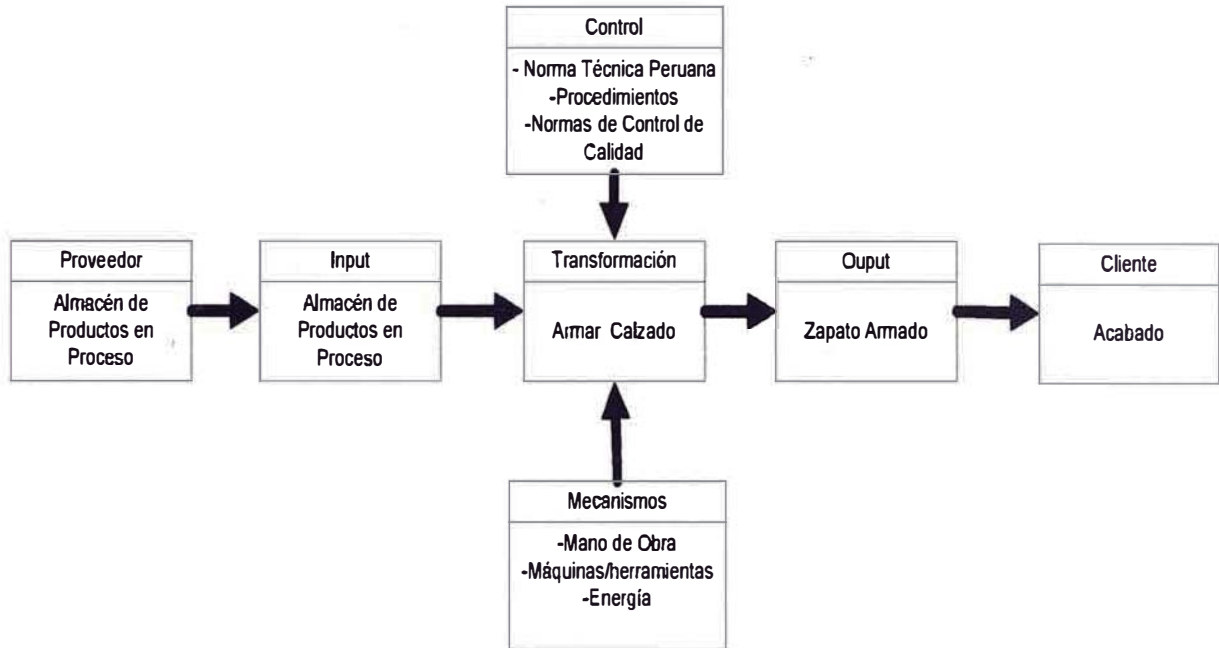 Control
- Norma Técnica Peruana
-Procedimientos
-Normas de Control de
Calidad
Proveedor
Almacén de
Productos en
Proceso
Input
Almacén de
Productos en
Proceso
Transformación
Armar Calzado
Ouput
Zapato Armado
Cliente
Acabado
Mecanismos
-Mano de Obra
-Máquinas/herramientas
-Energía